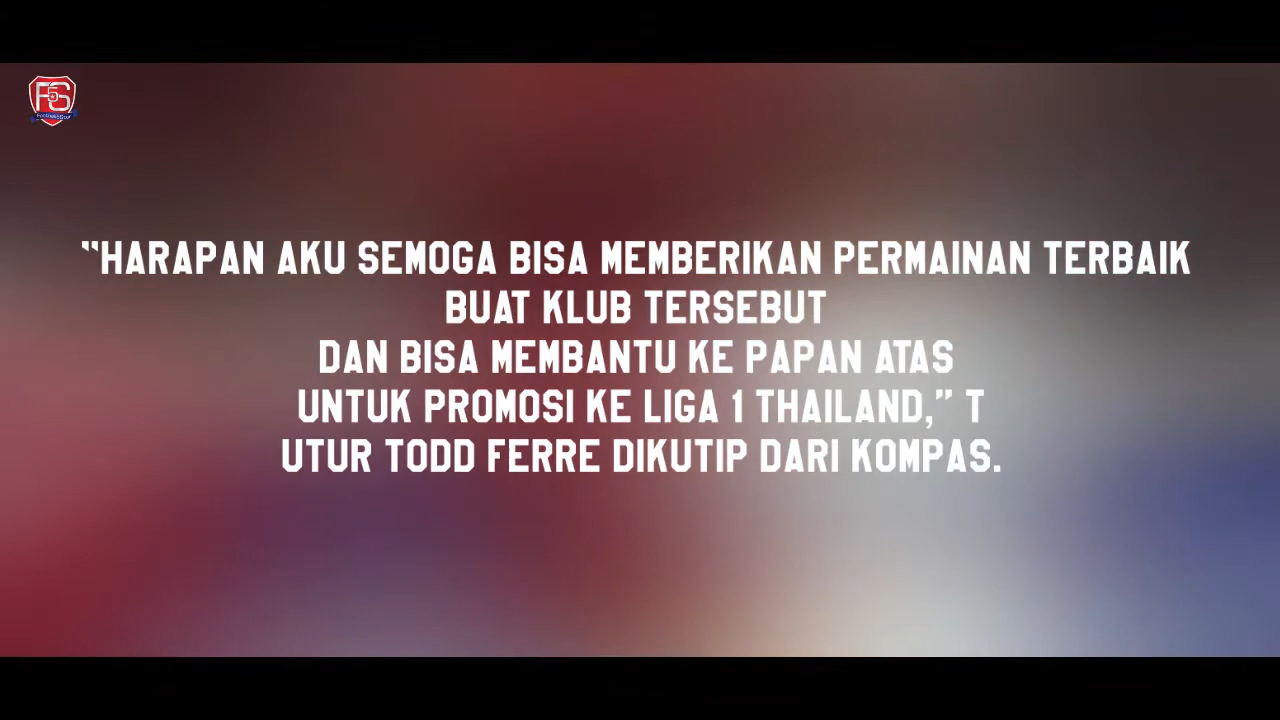 FSG
"HARAPAN AKU SEMOGA BISA MEMBERIKAN PERMAINAN TERBAIK
BUAT KLUB TERSEBUT
DAN BISA MEMBANTU KE PAPAN ATAS
UNTUK PROMOSI KE LIGA 1 THAILAND," T
UTUR TODD FERRE DIKUTIP DARI KOMPAS.